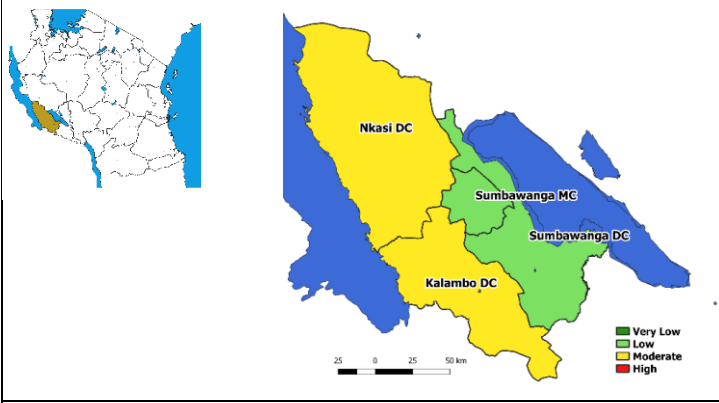 Nkasi DC
Sumbawanga MC
Sumbawanga DC
Kalambo DC
Very Low
Low
Moderate
High
25 0 25 50 km